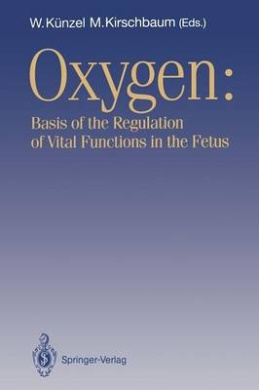 W. Künzel M. Kirschbaum (Eds.)
Oxygen:
Basis of the Regulation
of Vital Functions in the Fetus
Springer-Verlag